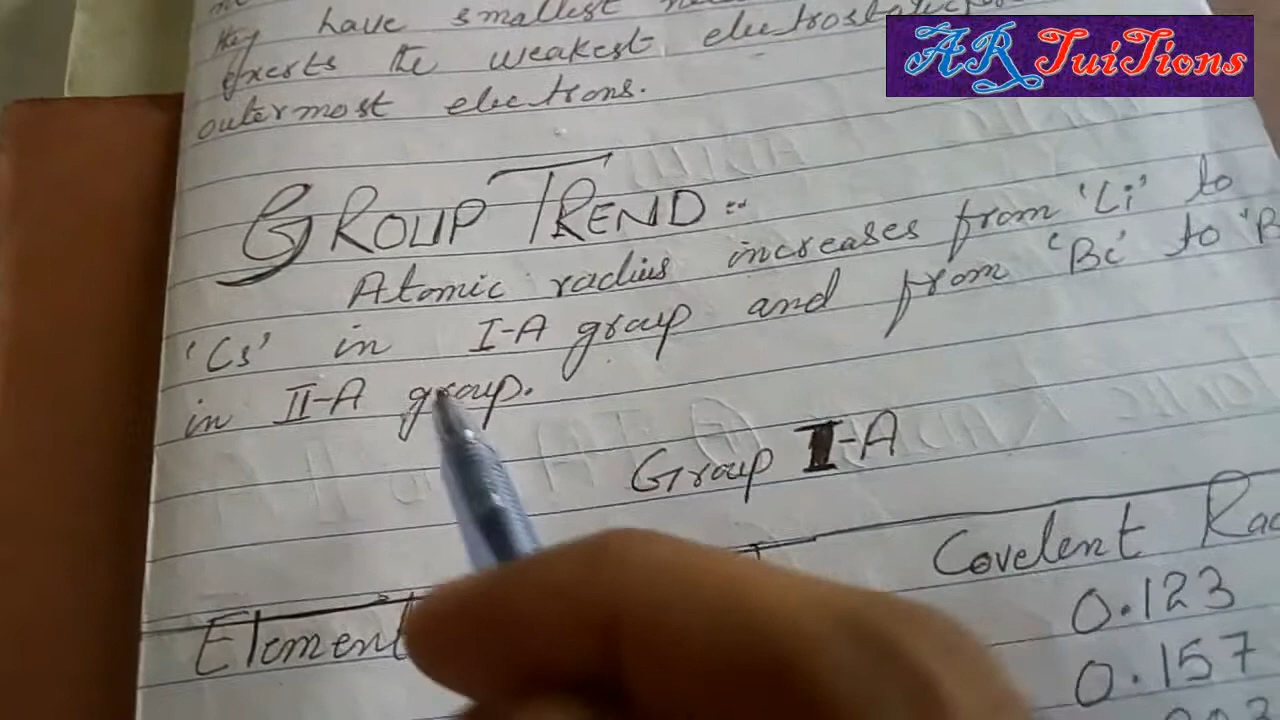 they have smallest
exerts the weakest electrostatic
outermost electrons.
AR TuiTions
GROUP TREND:-
Atomic radius increases from 'Li' to
'Cs' in I-A group and from 'Be' to 'B
in II-A group.
Group I-A
Element
Covelent Rad
0.123
0.157